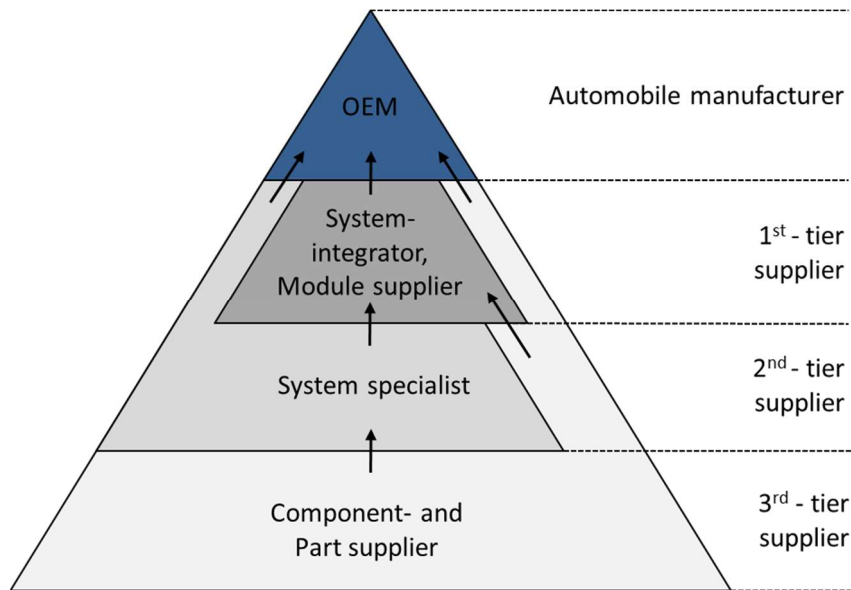 OEM
Automobile manufacturer
System-
integrator,
Module supplier
1st - tier
supplier
System specialist
2nd - tier
supplier
Component- and
Part supplier
3rd - tier
supplier